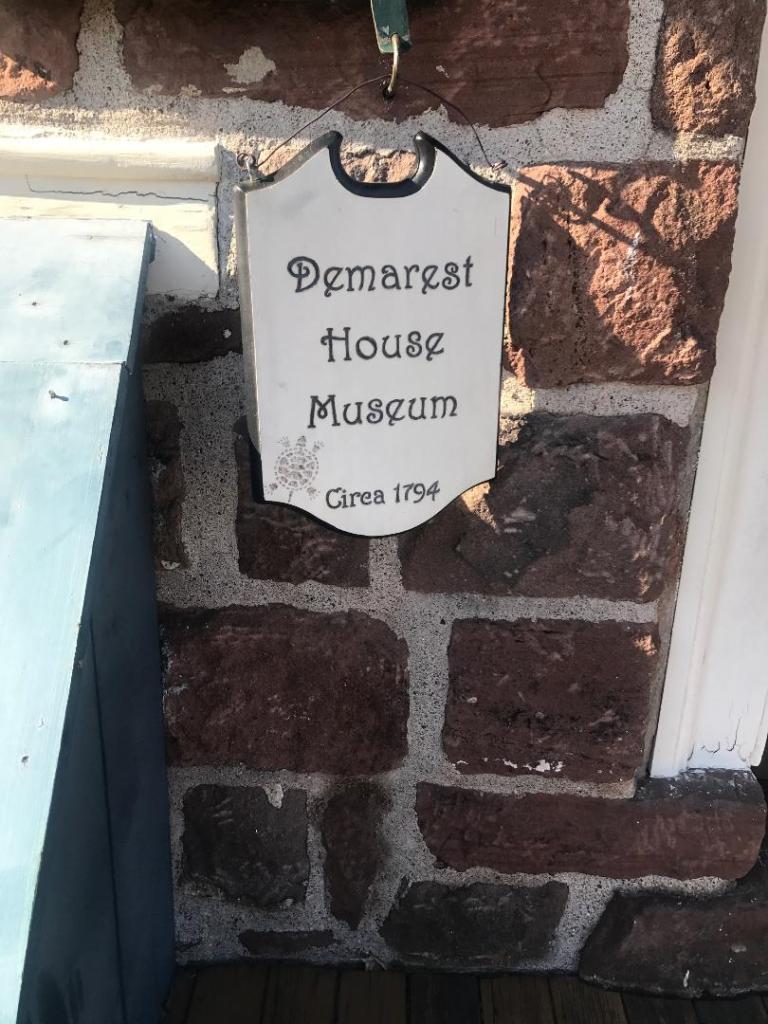 Demarest
House
Museum
Circa 1794